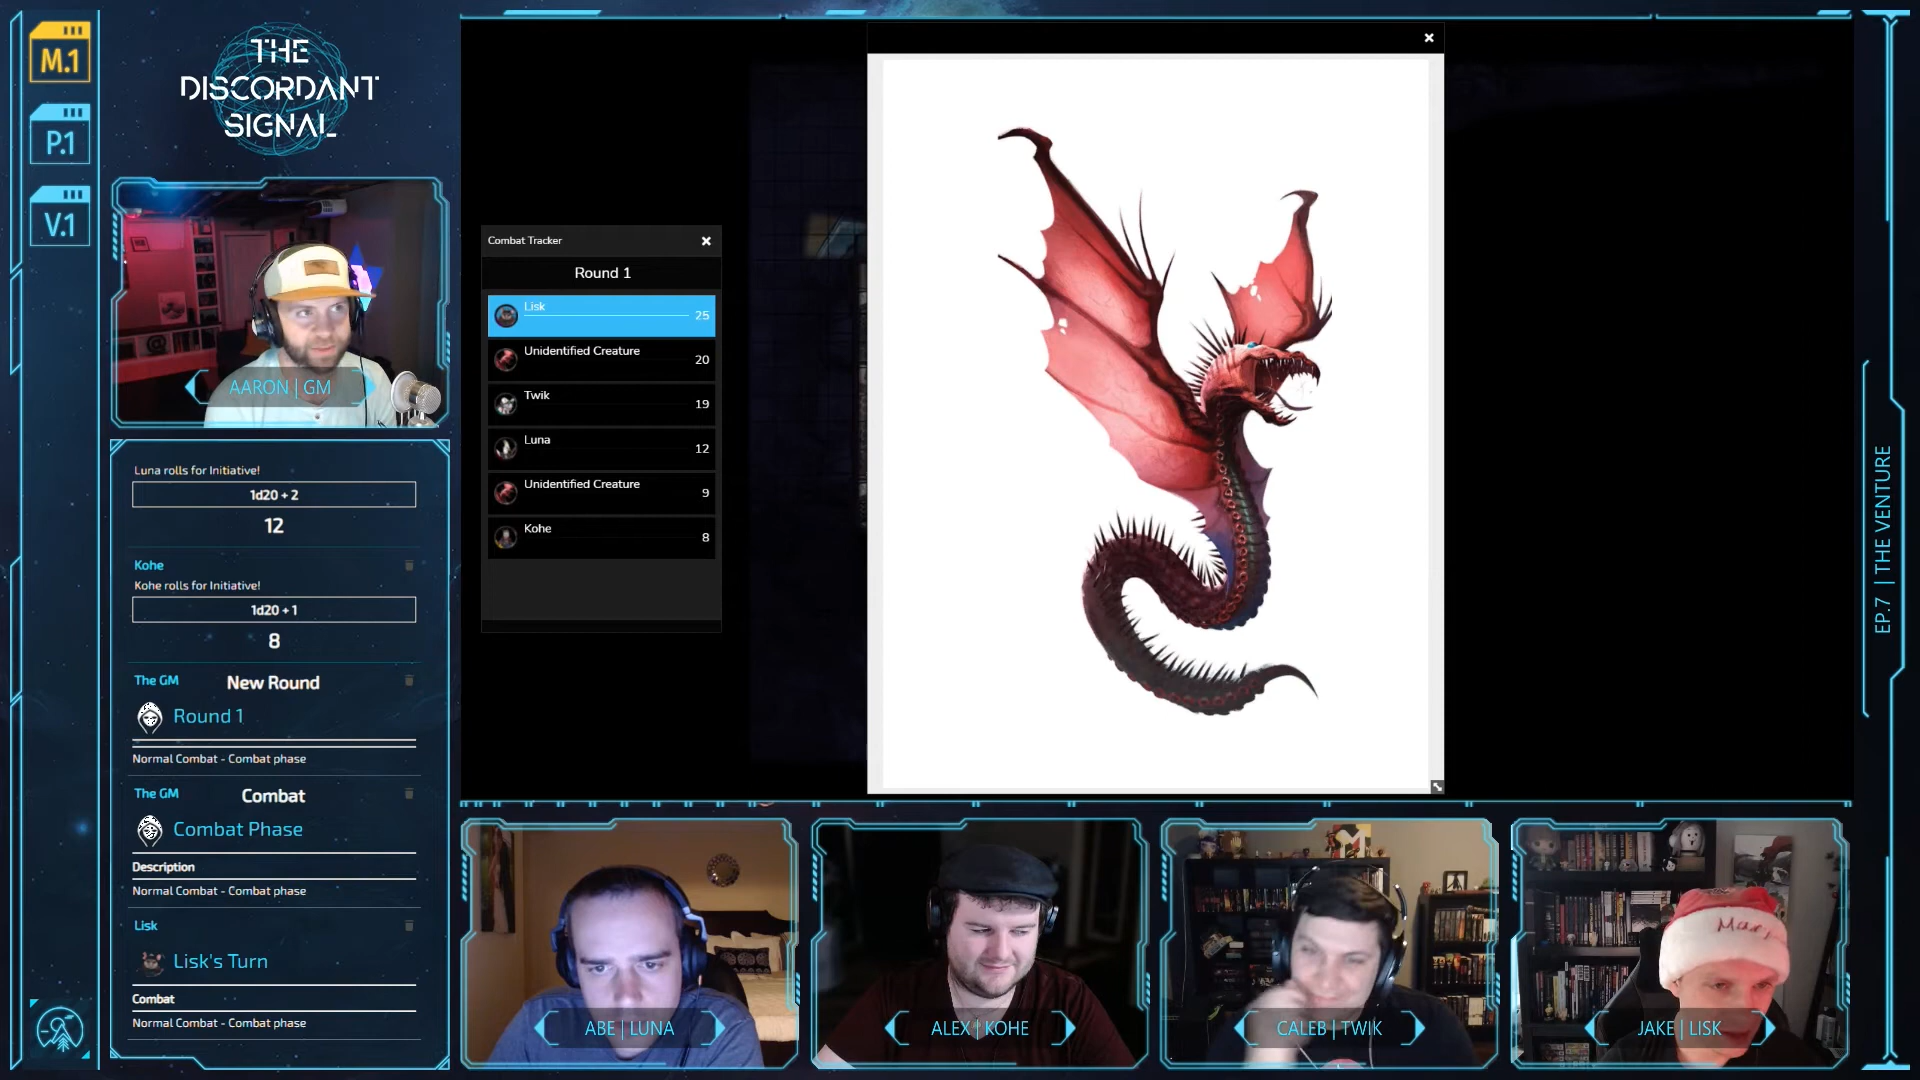 M.1
P.1
V.1
THE
DISCORDANT
SIGNAL
AARON | GM
Luna rolls for Initiative!
1d20 + 2
12
Kohe
Kohe rolls for Initiative!
1d20 + 1
8
The GM
New Round
Round 1
Normal Combat - Combat phase
The GM
Combat
Combat Phase
Description
Normal Combat - Combat phase
Lisk
Lisk's Turn
Combat
Normal Combat - Combat phase
Combat Tracker
Round 1
Lisk 25
Unidentified Creature 20
Twik 19
Luna 12
Unidentified Creature 9
Kohe 8
ABE | LUNA
ALEX | KOHE
CALEB | TWIK
JAKE | LISK
EP.7 | THE VENTURE